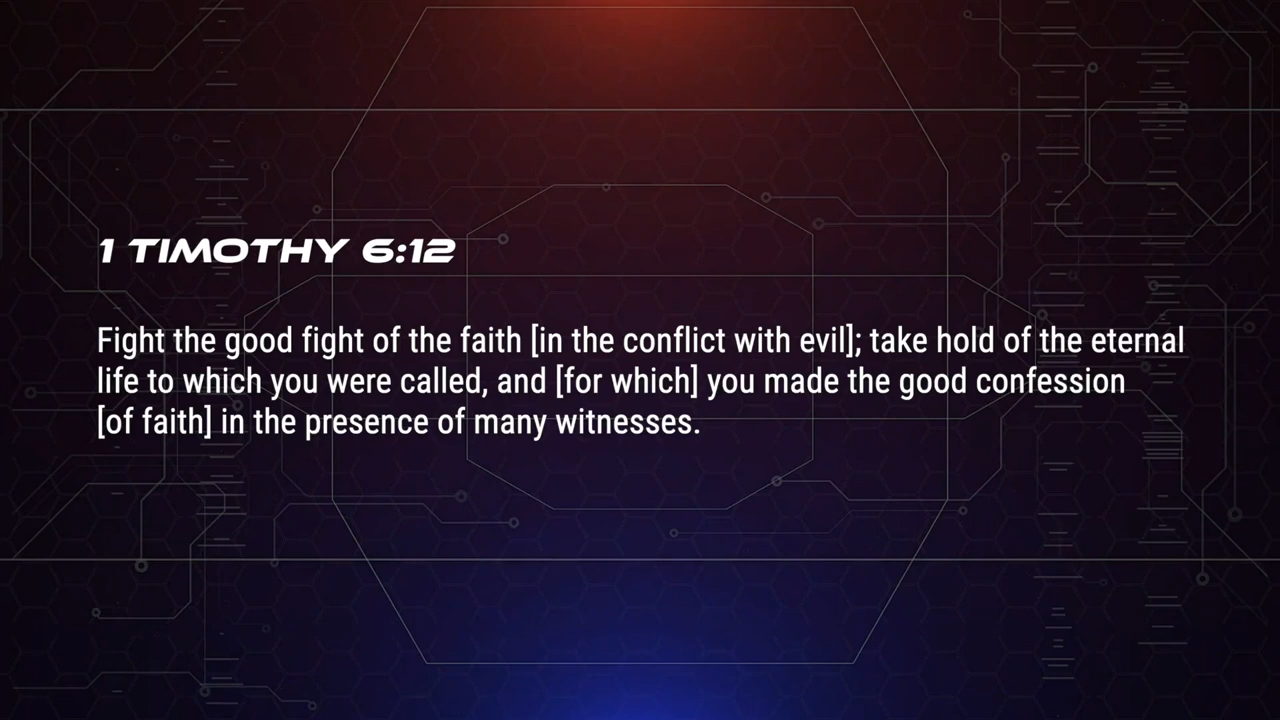 1 TIMOTHY 6:12
Fight the good fight of the faith [in the conflict with evil]; take hold of the eternal
life to which you were called, and [for which] you made the good confession
[of faith] in the presence of many witnesses.